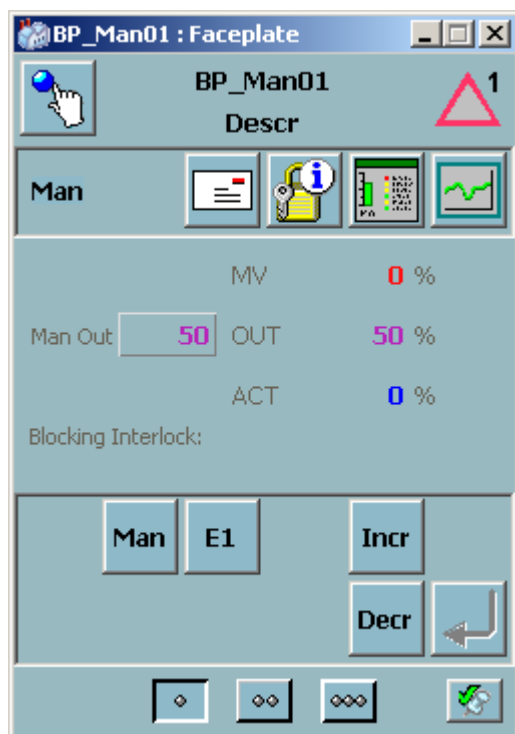 BP_Man01 : Faceplate
BP_Man01
1
Descr
Man
i
MV 0 %
Man Out 50 OUT 50 %
ACT 0 %
Blocking Interlock:
Man E1 Incr
Decr